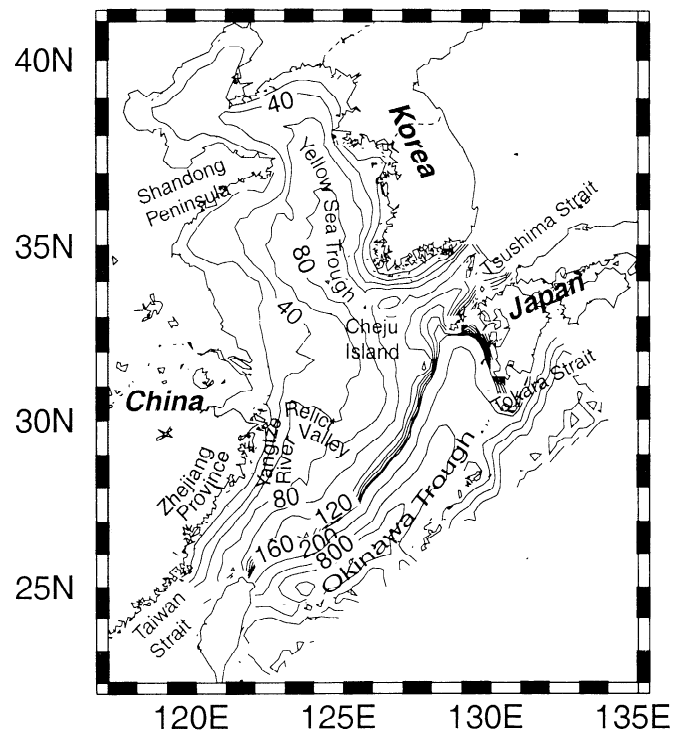 40N
35N
30N
25N
120E
125E
130E
135E
40
Korea
Yellow Sea Trough
Shandong
Peninsula
Tsushima Strait
80
Japan
40
Cheju
Island
Tokara Strait
China
Relict
Valley
Yangtze
River
Zhejiang
Province
80
120
160
200
800
Okinawa Trough
Taiwan
Strait